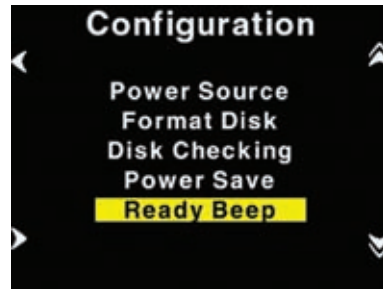 Configuration
Power Source
Format Disk
Disk Checking
Power Save
Ready Beep